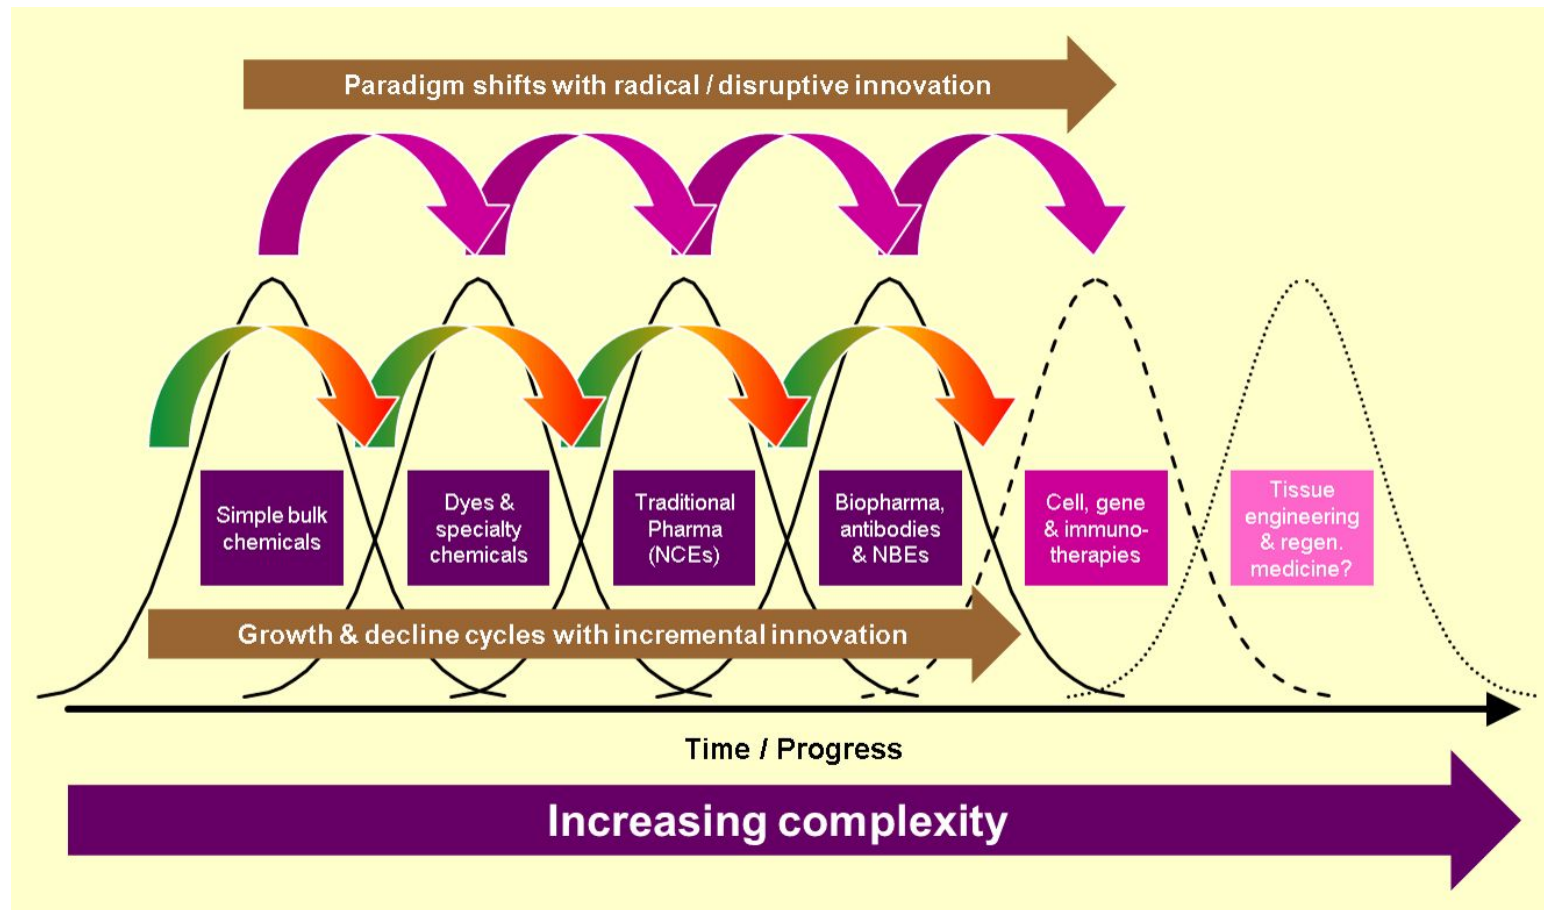 Paradigm shifts with radical / disruptive innovation
Simple bulk
chemicals
Dyes &
specialty
chemicals
Traditional
Pharma
(NCEs)
Biopharma,
antibodies
& NBEs
Cell, gene
& immuno-
therapies
Tissue
engineering
& regen.
medicine?
Growth & decline cycles with incremental innovation
Time / Progress
Increasing complexity